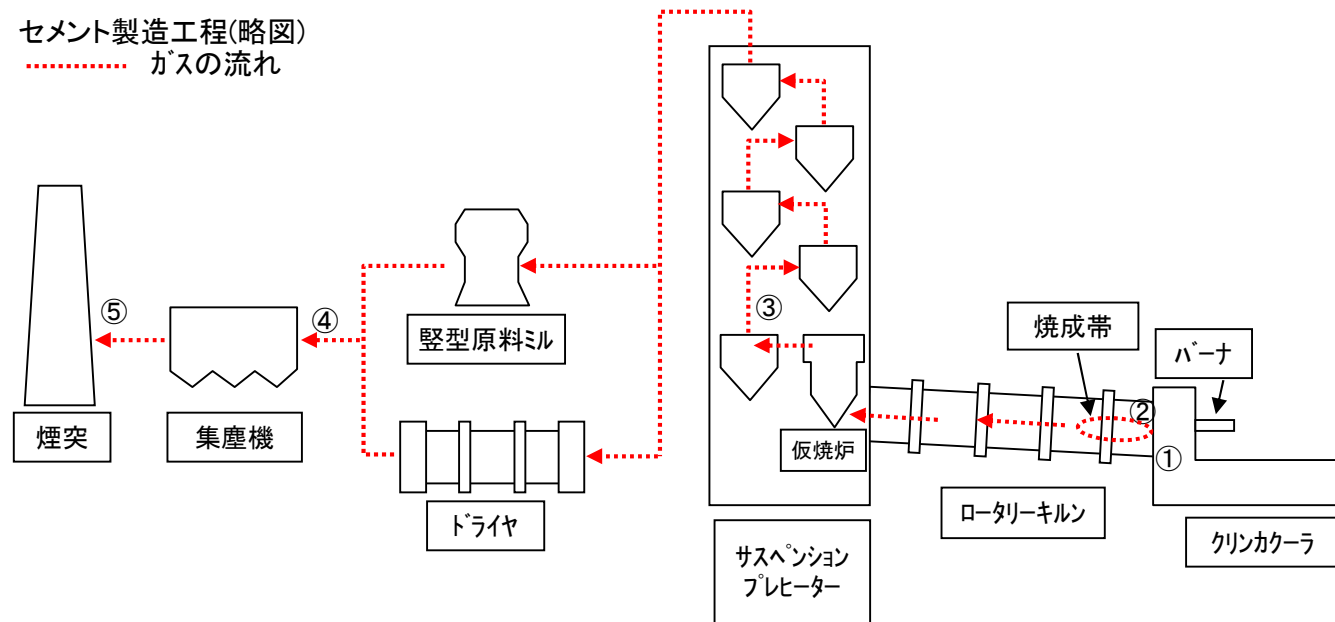 セメント製造工程(略図)
ガスの流れ
⑤
④
竪型原料ミル
煙突
集塵機
ドライヤ
③
仮焼炉
サスペンション
プレヒーター
焼成帯
バーナ
②
①
ロータリーキルン
クリンカクーラ